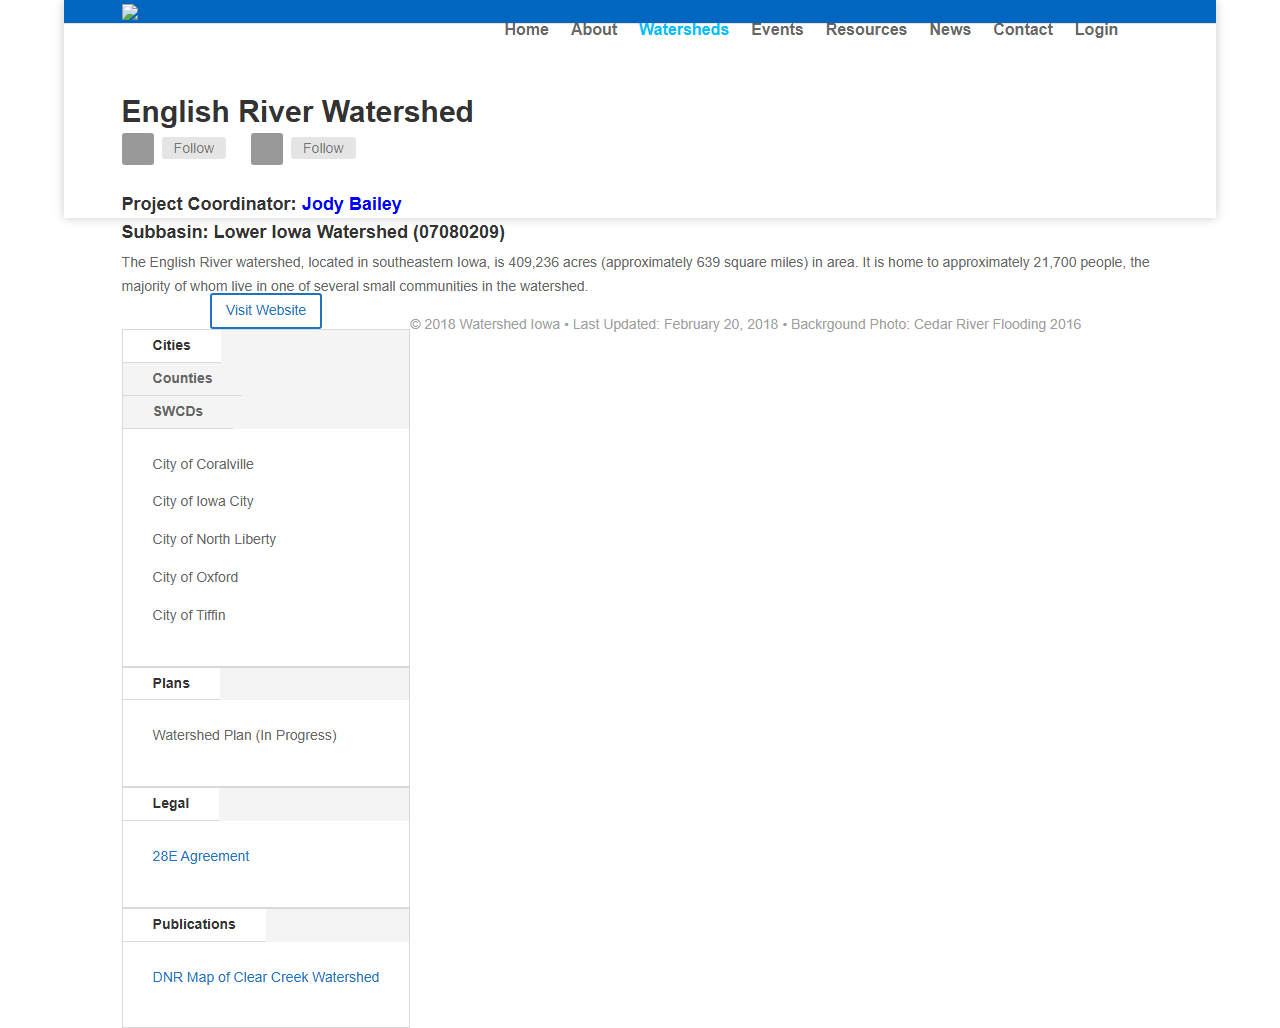 Home About Watersheds Events Resources News Contact Login
English River Watershed
Follow Follow
Project Coordinator: Jody Bailey
Subbasin: Lower Iowa Watershed (07080209)
The English River watershed, located in southeastern Iowa, is 409,236 acres (approximately 639 square miles) in area. It is home to approximately 21,700 people, the
majority of whom live in one of several small communities in the watershed.
Visit Website
© 2018 Watershed Iowa • Last Updated: February 20, 2018 • Backrgound Photo: Cedar River Flooding 2016
Cities
Counties
SWCDs
City of Coralville
City of Iowa City
City of North Liberty
City of Oxford
City of Tiffin
Plans
Watershed Plan (In Progress)
Legal
28E Agreement
Publications
DNR Map of Clear Creek Watershed